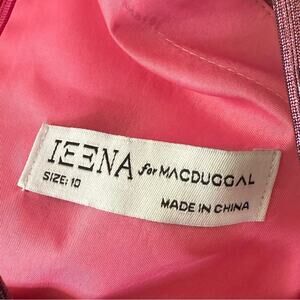 IEENA for MACDUGGAL
SIZE: 10
MADE IN CHINA